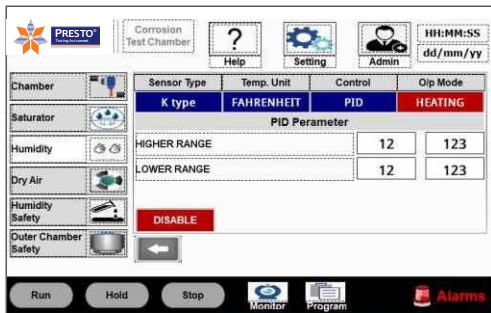 PRESTO®
Testing Instrument
Corrosion
Test Chamber
Help
Setting
Admin
HH:MM:SS
dd/mm/yy
Chamber
Saturator
Humidity
Dry Air
Humidity
Safety
Outer Chamber
Safety
Sensor Type Temp. Unit Control O/p Mode
K type FAHRENHEIT PID HEATING
PID Perameter
HIGHER RANGE 12 123
LOWER RANGE 12 123
DISABLE
Run Hold Stop Monitor Program Alarms